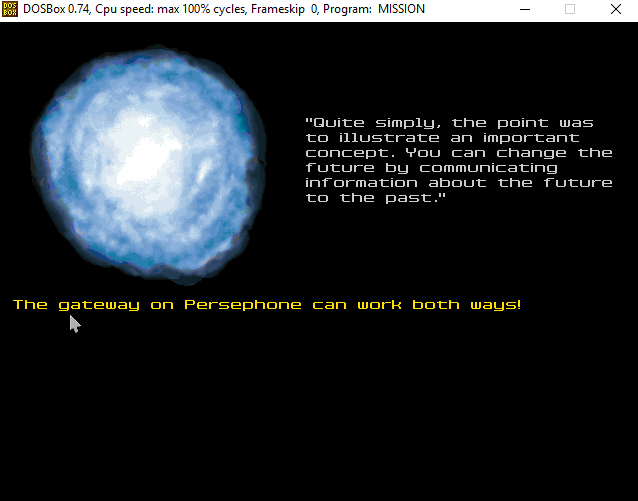 DOS
BOX
DOSBox 0.74, Cpu speed: max 100% cycles, Frameskip 0, Program: MISSION
"Quite simply, the point was
to illustrate an important
concept. You can change the
future by communicating
information about the future
to the past."
The gateway on Persephone can work both ways!